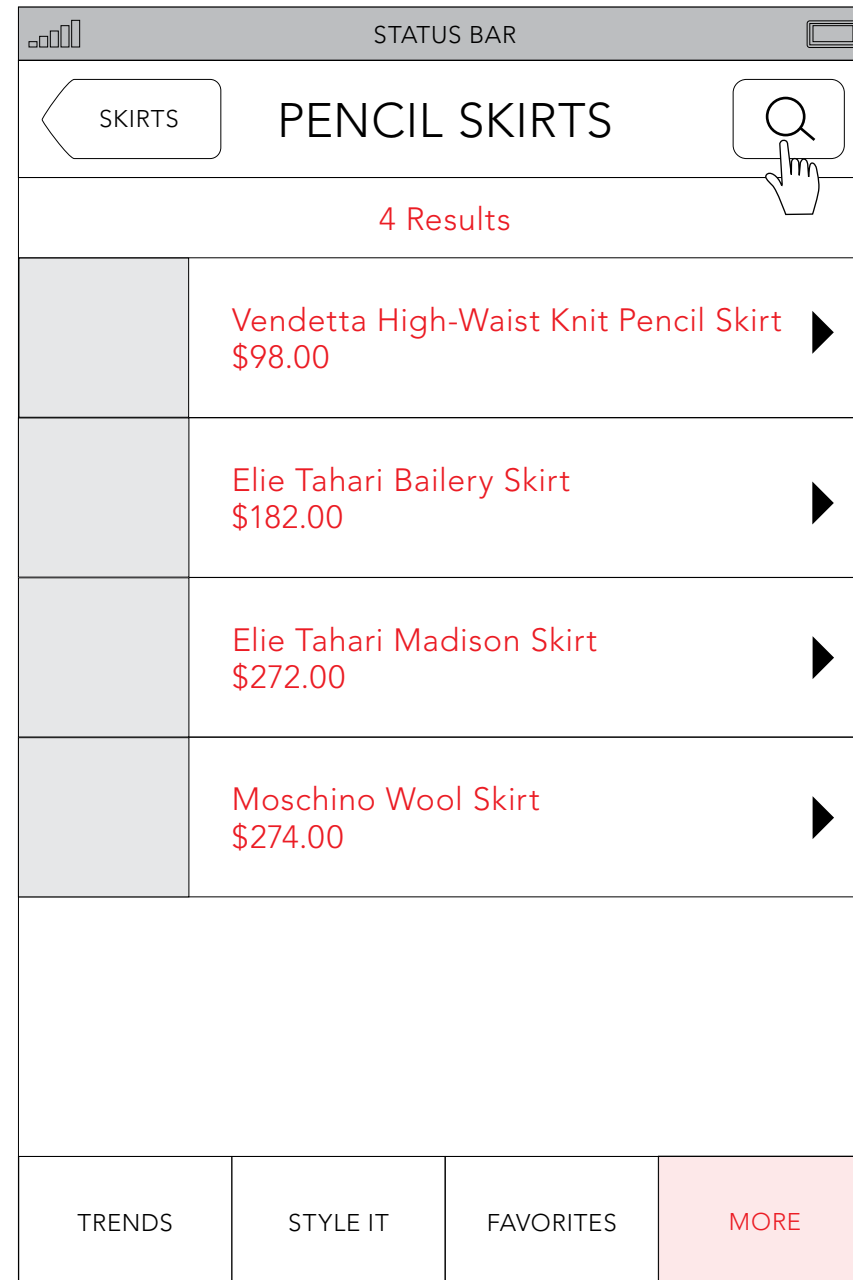 STATUS BAR
SKIRTS
PENCIL SKIRTS
4 Results
Vendetta High-Waist Knit Pencil Skirt
$98.00
Elie Tahari Bailery Skirt
$182.00
Elie Tahari Madison Skirt
$272.00
Moschino Wool Skirt
$274.00
TRENDS
STYLE IT
FAVORITES
MORE